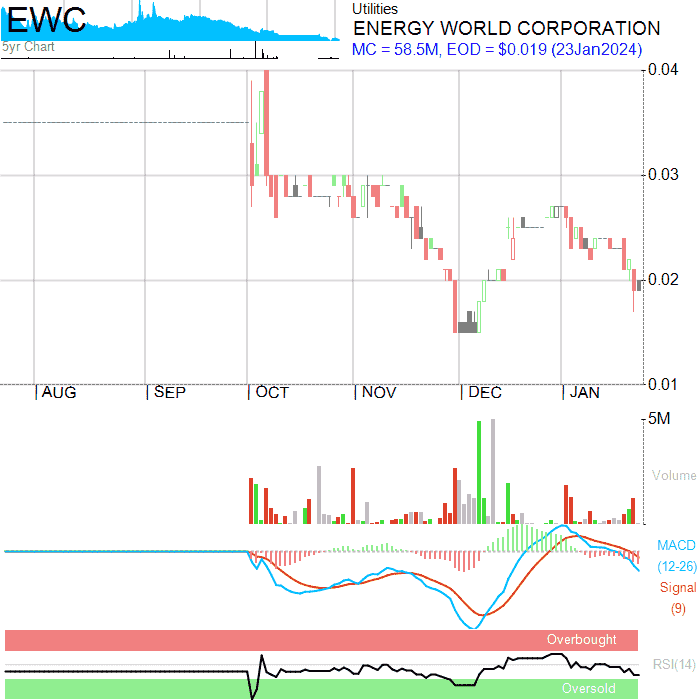 EWC
5yr Chart
Utilities
ENERGY WORLD CORPORATION
MC = 58.5M, EOD = $0.019 (23Jan2024)
0.04
0.03
0.02
0.01
AUG SEP OCT NOV DEC JAN
5M
Volume
MACD
(12-26)
Signal
(9)
Overbought
RSI(14)
Oversold